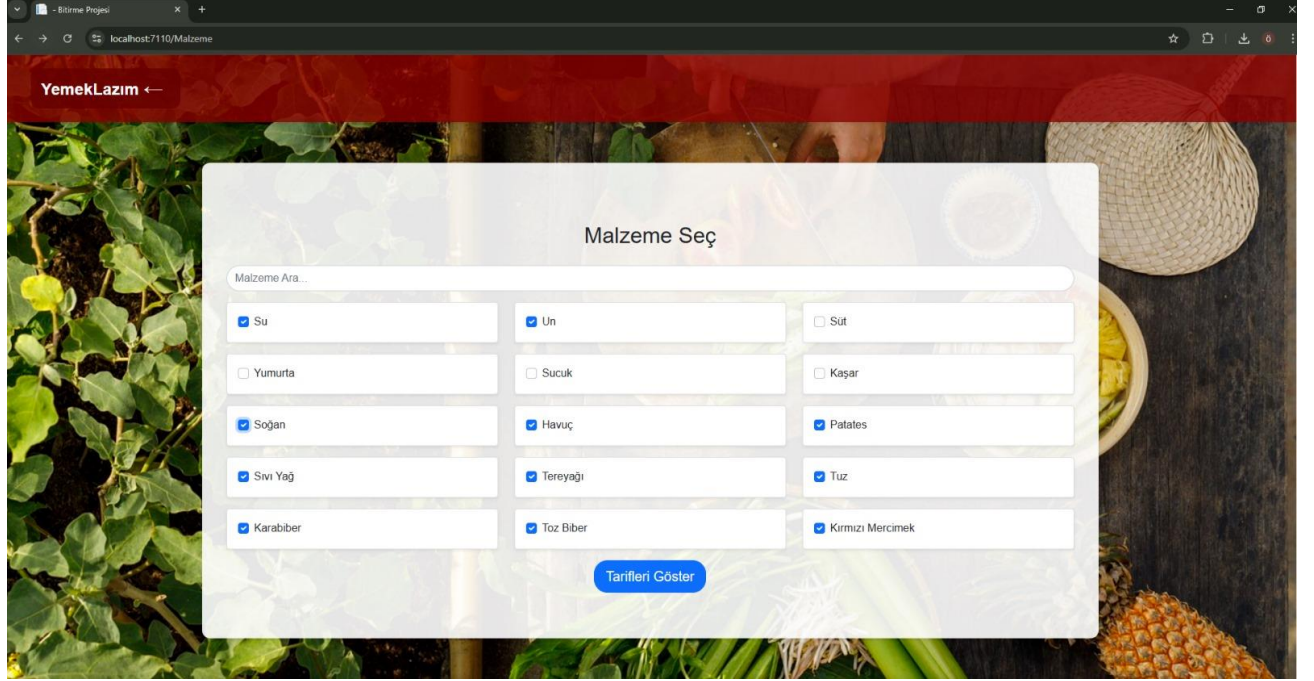 - Bitirme Projesi
localhost:7110/Malzeme
ö
YemekLazım ←
Malzeme Seç
Malzeme Ara...
Su
Un
Süt
Yumurta
Sucuk
Kaşar
Soğan
Havuç
Patates
Sıvı Yağ
Tereyağı
Tuz
Karabiber
Toz Biber
Kırmızı Mercimek
Tarifleri Göster